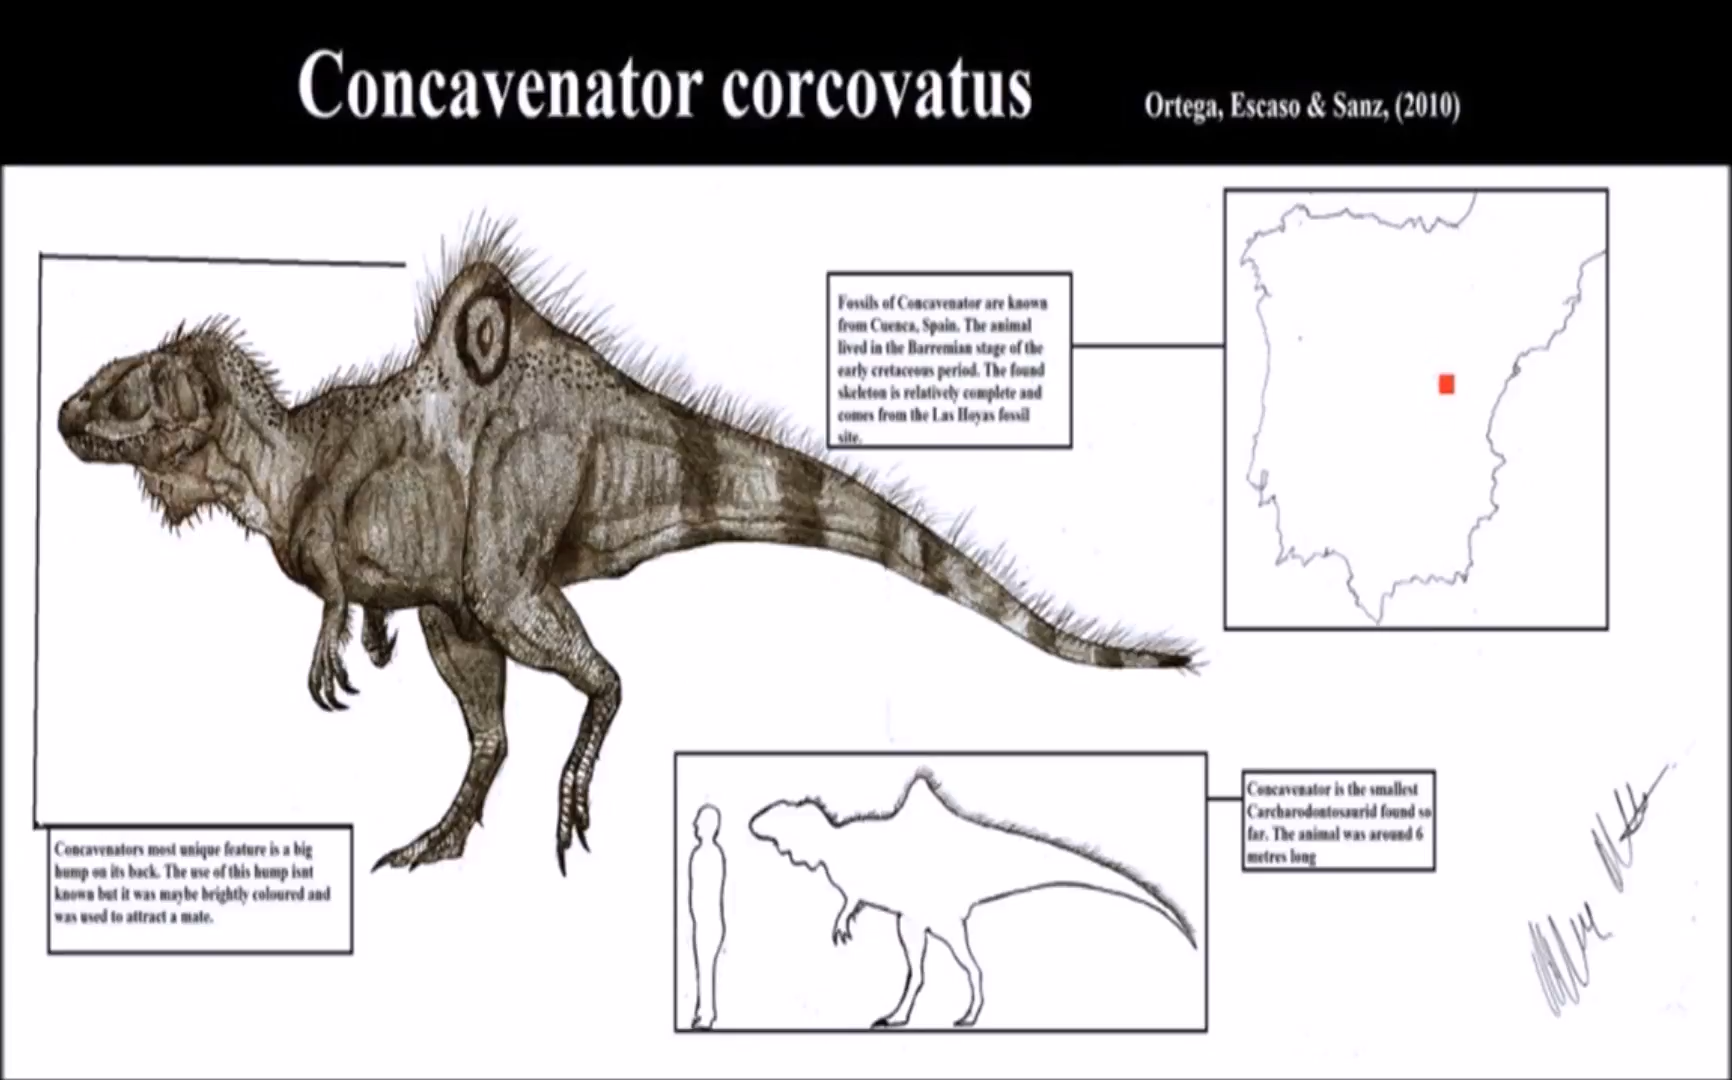 Concavenator corcovatus
Ortega, Escaso & Sanz, (2010)
Fossils of Concavenator are known
from Cuenca, Spain. The animal
lived in the Barremian stage of the
early cretaceous period. The found
skeleton is relatively complete and
comes from the Las Hoyas fossil
site.
Concavenator is the smallest
Carcharodontosaurid found so
far. The animal was around 6
metres long
Concavenators most unique feature is a big
hump on its back. The use of this hump isnt
known but it was maybe brightly coloured and
was used to attract a mate.